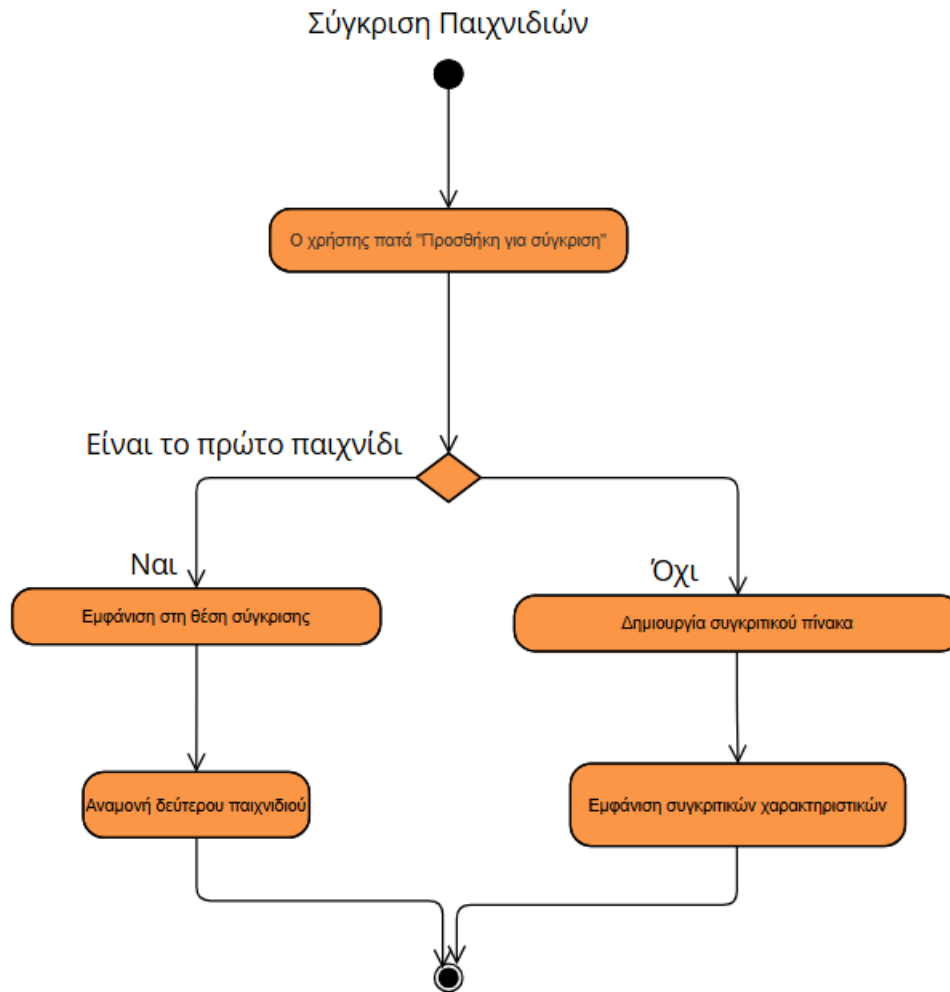 Σύγκριση Παιχνιδιών
Ο χρήστης πατά "Προσθήκη για σύγκριση"
Είναι το πρώτο παιχνίδι
Ναι
Όχι
Εμφάνιση στη θέση σύγκρισης
Δημιουργία συγκριτικού πίνακα
Αναμονή δεύτερου παιχνιδιού
Εμφάνιση συγκριτικών χαρακτηριστικών